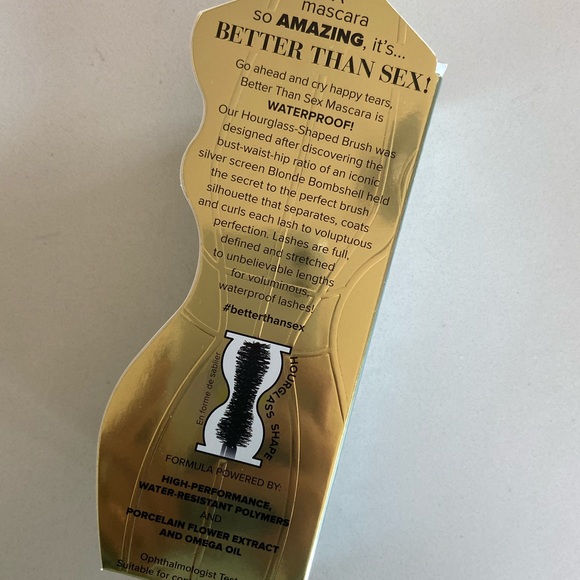 mascara
so AMAZING, it's...
BETTER THAN SEX!
Go ahead and cry happy tears,
Better Than Sex Mascara is
WATERPROOF!
Our Hourglass-Shaped Brush was
designed after discovering the
bust-waist-hip ratio of an iconic
silver screen Blonde Bombshell held
the secret to the perfect brush
silhouette that separates, coats
and curls each lash to voluptuous
perfection. Lashes are full,
defined and stretched
to unbelievable lengths
for voluminous,
waterproof lashes!
#betterthansex
En forme de sablier
HOURGLASS SHAPE
FORMULA POWERED BY:
HIGH-PERFORMANCE,
WATER-RESISTANT POLYMERS
AND
PORCELAIN FLOWER EXTRACT
AND OMEGA OIL
Ophthalmologist
Suitable for